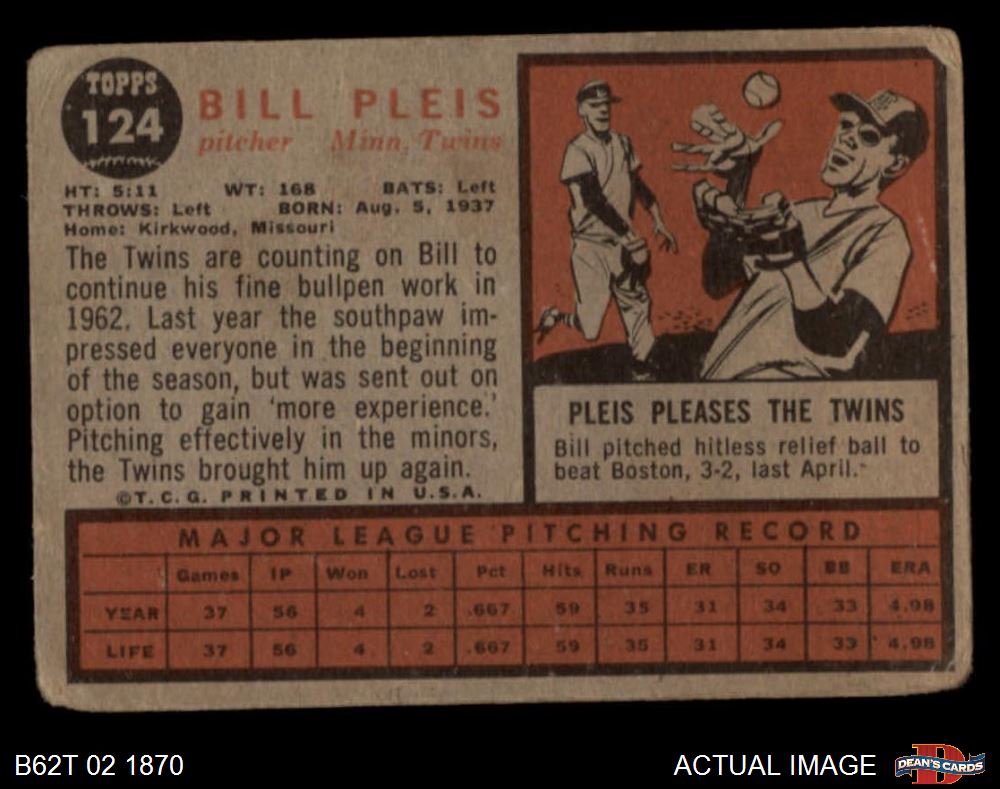 TOPPS
124
BILL PLEIS
pitcher Minn. Twins
HT: 5:11 WT: 168 BATS: Left
THROWS: Left BORN: Aug. 5, 1937
Home: Kirkwood, Missouri
The Twins are counting on Bill to
continue his fine bullpen work in
1962. Last year the southpaw im-
pressed everyone in the beginning
of the season, but was sent out on
option to gain 'more experience.'
Pitching effectively in the minors,
the Twins brought him up again.
©T.C.G. PRINTED IN U.S.A.
PLEIS PLEASES THE TWINS
Bill pitched hitless relief ball to
beat Boston, 3-2, last April.
MAJOR LEAGUE PITCHING RECORD
Games IP Won Lost Pct Hits Runs ER SO BB ERA
YEAR 37 56 4 2 .667 59 35 31 34 33 4.98
LIFE 37 56 4 2 .667 59 35 31 34 33 4.98
B62T 02 1870
ACTUAL IMAGE
DEAN'S CARDS